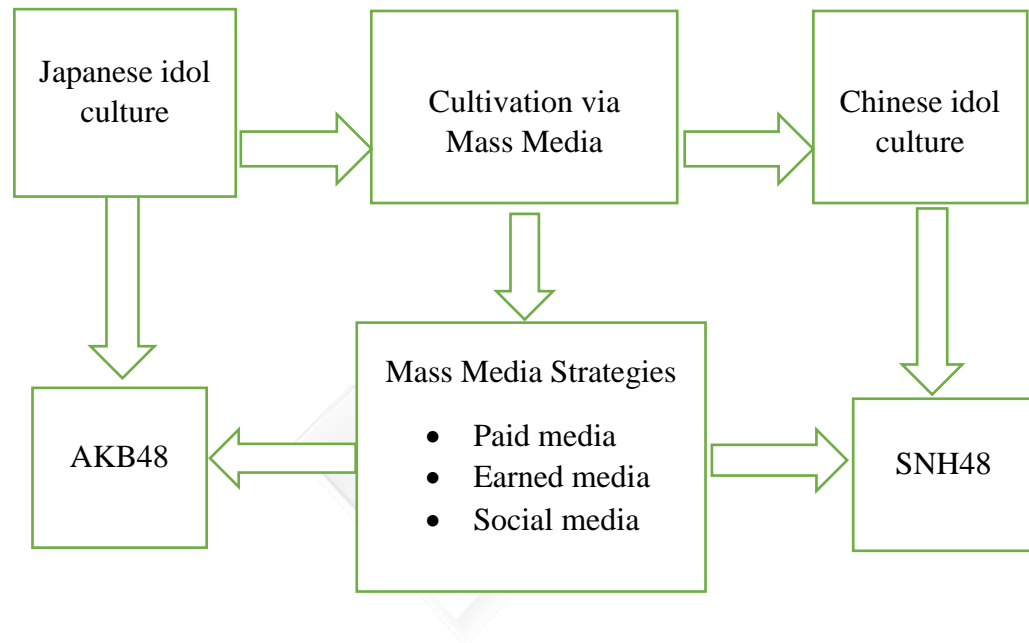 Japanese idol
culture
Cultivation via
Mass Media
Chinese idol
culture
Mass Media Strategies
• Paid media
• Earned media
• Social media
AKB48
SNH48